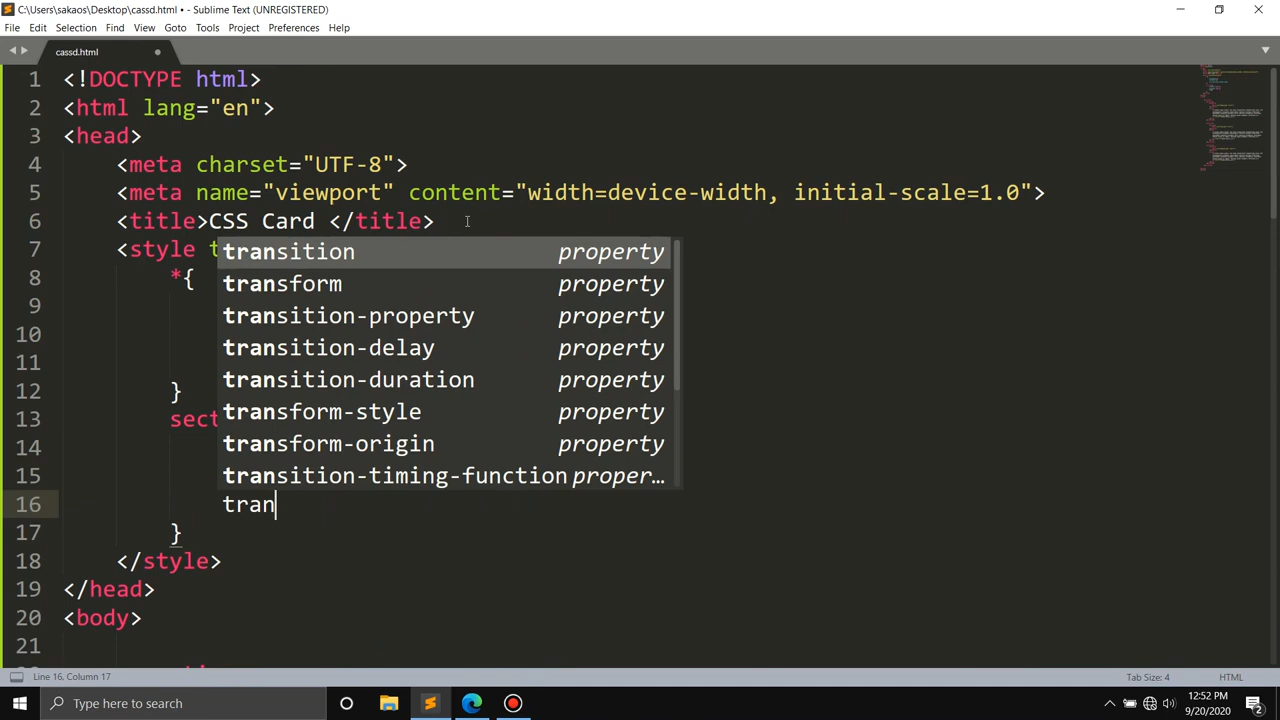 C:\Users\sakaos\Desktop\cassd.html • - Sublime Text (UNREGISTERED)
File Edit Selection Find View Goto Tools Project Preferences Help
cassd.html
1 <!DOCTYPE html>
2 <html lang="en">
3 <head>
4 <meta charset="UTF-8">
5 <meta name="viewport" content="width=device-width, initial-scale=1.0">
6 <title>CSS Card </title>
7 <style t
transition property
8 *{
transform property
9
transition-property property
10
transition-delay property
11
transition-duration property
12 }
transform-style property
13 sect
transform-origin property
14
transition-timing-function proper…
15
16 tran
17 }
18 </style>
19 </head>
20 <body>
21
Line 16, Column 17
Tab Size: 4 HTML
Type here to search
12:52 PM
9/20/2020
2